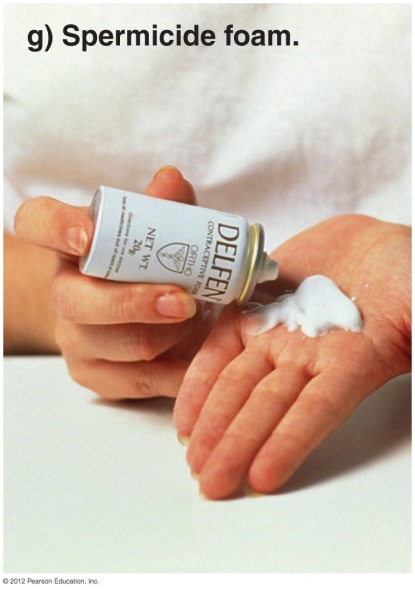 g) Spermicide foam.
DELFEN
CONTRACEPTIVE FOAM
ORTHO
NET WT.
20g
© 2012 Pearson Education, Inc.